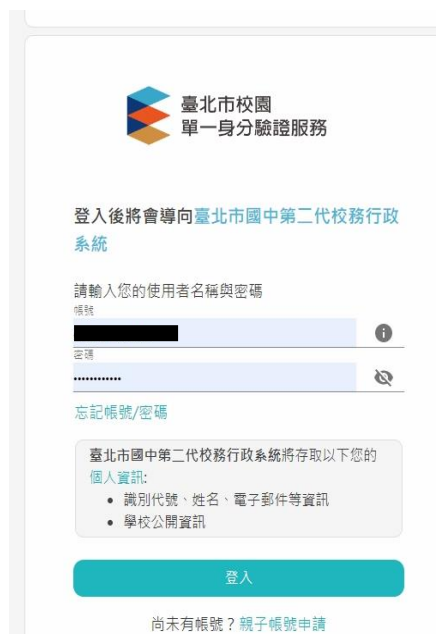 臺北市校園
單一身分驗證服務
登入後將會導向臺北市國中第二代校務行政
系統
請輸入您的使用者名稱與密碼
帳號
密碼
············
忘記帳號/密碼
臺北市國中第二代校務行政系統將存取以下您的
個人資訊:
• 識別代號、姓名、電子郵件等資訊
• 學校公開資訊
登入
尚未有帳號？親子帳號申請